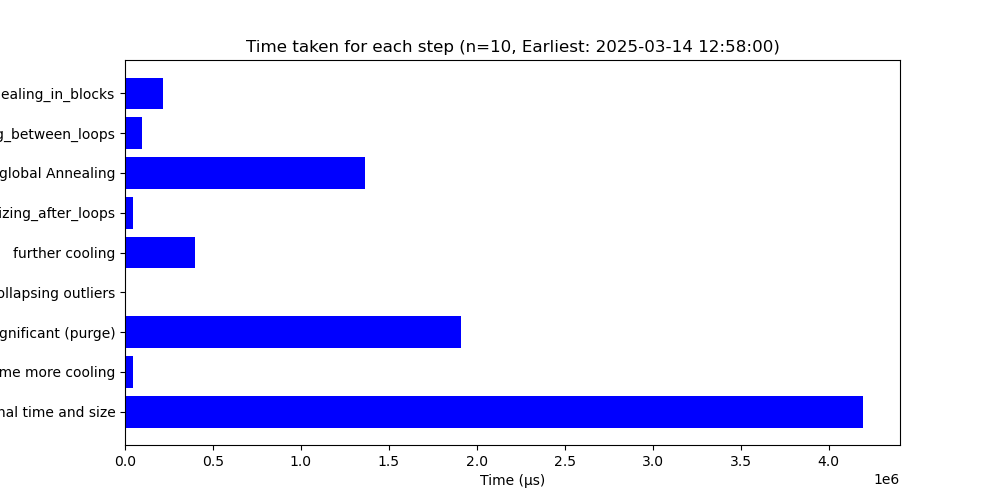 Time taken for each step (n=10, Earliest: 2025-03-14 12:58:00)
ealing_in_blocks
g_between_loops
global Annealing
izing_after_loops
further cooling
ollapsing outliers
gnificant (purge)
me more cooling
nal time and size
0.0 0.5 1.0 1.5 2.0 2.5 3.0 3.5 4.0
1e6
Time (µs)